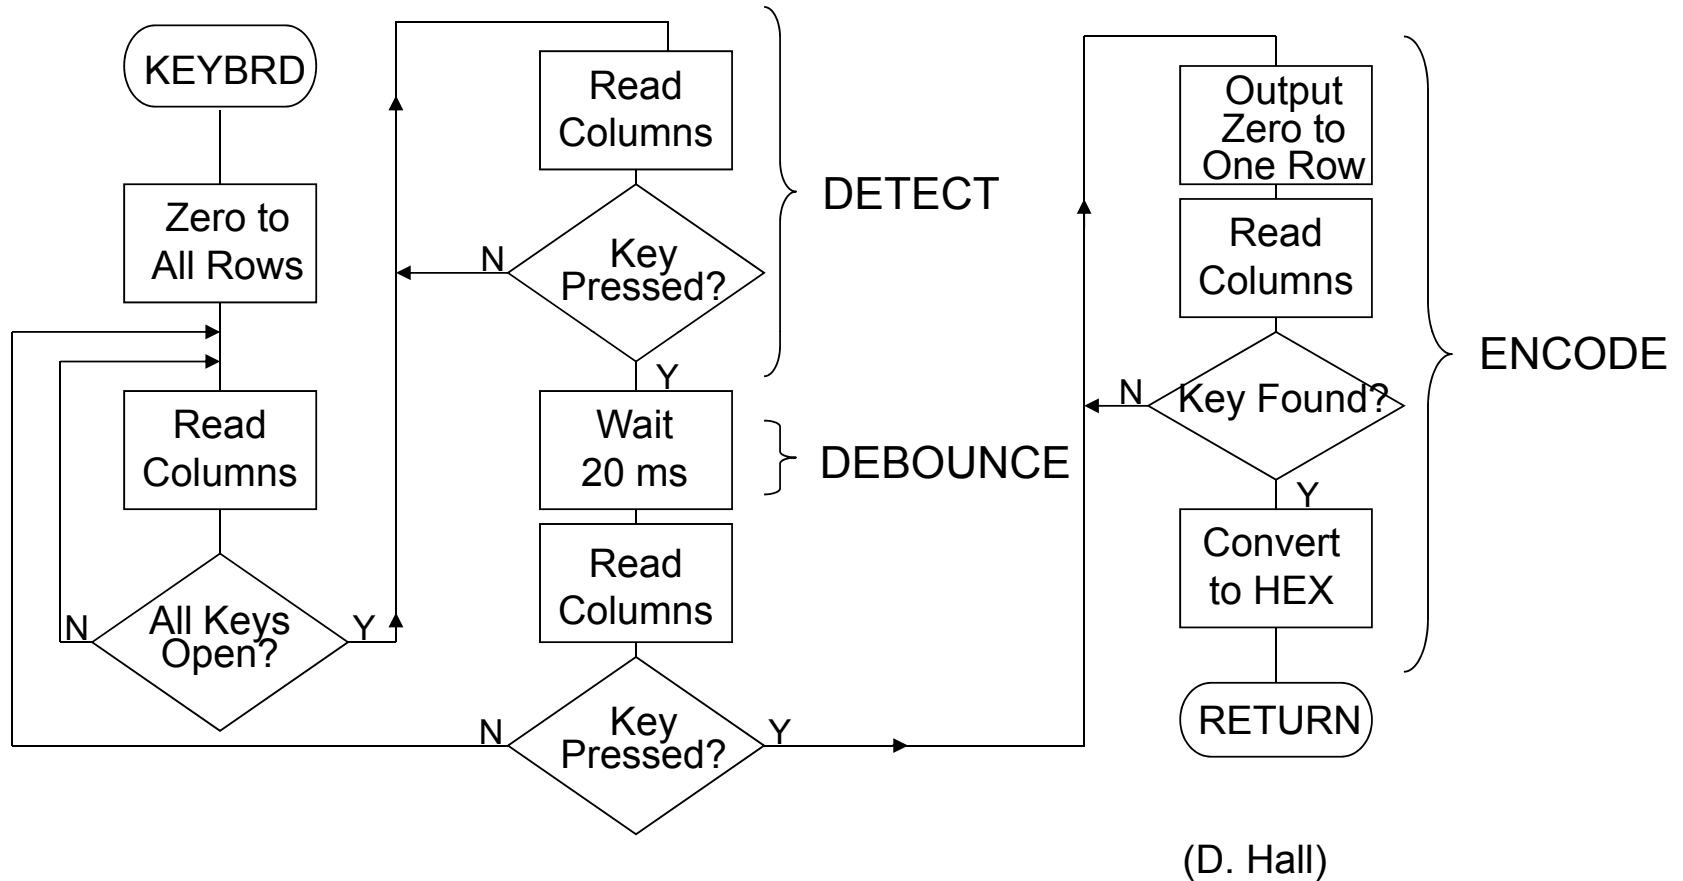 KEYBRD
Zero to
All Rows
Read
Columns
All Keys
Open?
N
Y
Read
Columns
Key
Pressed?
N
Y
DETECT
Wait
20 ms
DEBOUNCE
Read
Columns
Key
Pressed?
N
Y
Output
Zero to
One Row
Read
Columns
Key Found?
N
Y
Convert
to HEX
RETURN
ENCODE
(D. Hall)